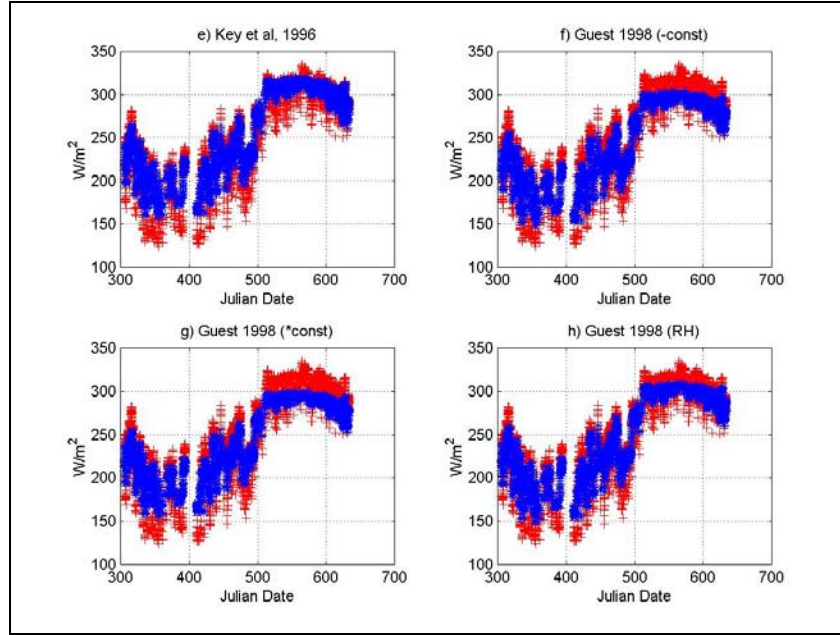 e) Key et al, 1996
350
300
250
200
150
100
W/m²
300 400 500 600 700
Julian Date
f) Guest 1998 (-const)
350
300
250
200
150
100
W/m²
300 400 500 600 700
Julian Date
g) Guest 1998 (*const)
350
300
250
200
150
100
W/m²
300 400 500 600 700
Julian Date
h) Guest 1998 (RH)
350
300
250
200
150
100
W/m²
300 400 500 600 700
Julian Date